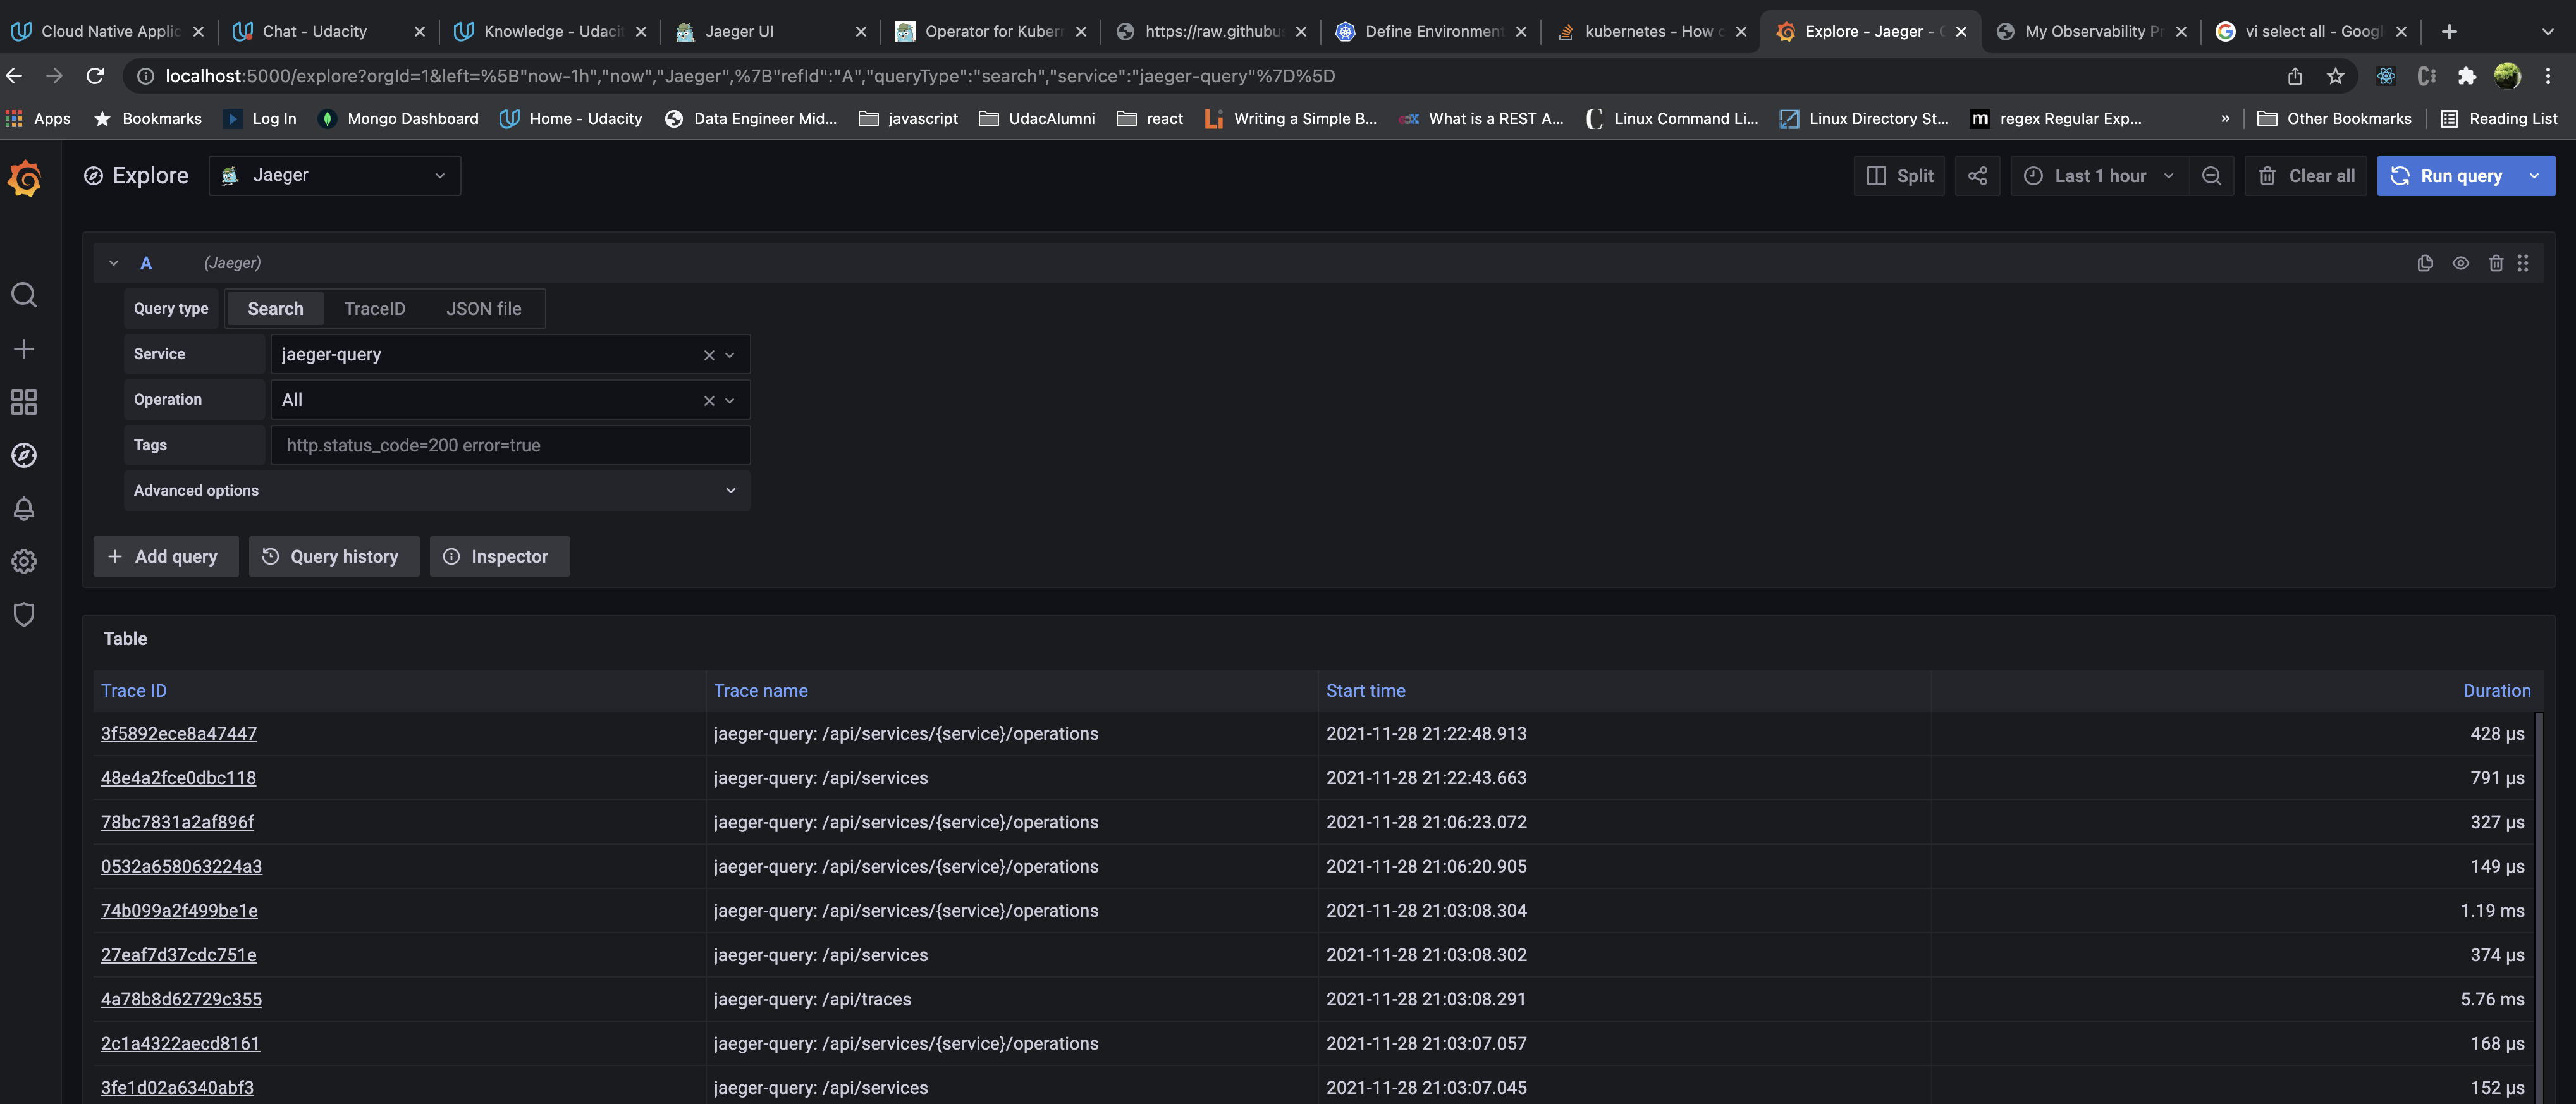 Cloud Native Applic
Chat - Udacity
Knowledge - Udacit
Jaeger UI
Operator for Kubern
https://raw.githubus
Define Environment
kubernetes - How
Explore - Jaeger -
My Observability Pr
vi select all - Googl
localhost:5000/explore?orgId=1&left=%5B"now-1h","now","Jaeger",%7B"refId":"A","queryType":"search","service":"jaeger-query"%7D%5D
Apps
Bookmarks
Log In
Mongo Dashboard
Home - Udacity
Data Engineer Mid...
javascript
UdacAlumni
react
Writing a Simple B...
What is a REST A...
Linux Command Li...
Linux Directory St...
m
regex Regular Exp...
»
Other Bookmarks
Reading List
Explore
Jaeger
Split
Last 1 hour
Clear all
Run query
A
(Jaeger)
Query type
Search
TraceID
JSON file
Service
jaeger-query
Operation
All
Tags
http.status_code=200 error=true
Advanced options
+ Add query
Query history
Inspector
Table
Trace ID Trace name Start time Duration
3f5892ece8a47447 jaeger-query: /api/services/{service}/operations 2021-11-28 21:22:48.913 428 µs
48e4a2fce0dbc118 jaeger-query: /api/services 2021-11-28 21:22:43.663 791 µs
78bc7831a2af896f jaeger-query: /api/services/{service}/operations 2021-11-28 21:06:23.072 327 µs
0532a658063224a3 jaeger-query: /api/services/{service}/operations 2021-11-28 21:06:20.905 149 µs
74b099a2f499be1e jaeger-query: /api/services/{service}/operations 2021-11-28 21:03:08.304 1.19 ms
27eaf7d37cdc751e jaeger-query: /api/services 2021-11-28 21:03:08.302 374 µs
4a78b8d62729c355 jaeger-query: /api/traces 2021-11-28 21:03:08.291 5.76 ms
2c1a4322aecd8161 jaeger-query: /api/services/{service}/operations 2021-11-28 21:03:07.057 168 µs
3fe1d02a6340abf3 jaeger-query: /api/services 2021-11-28 21:03:07.045 152 µs